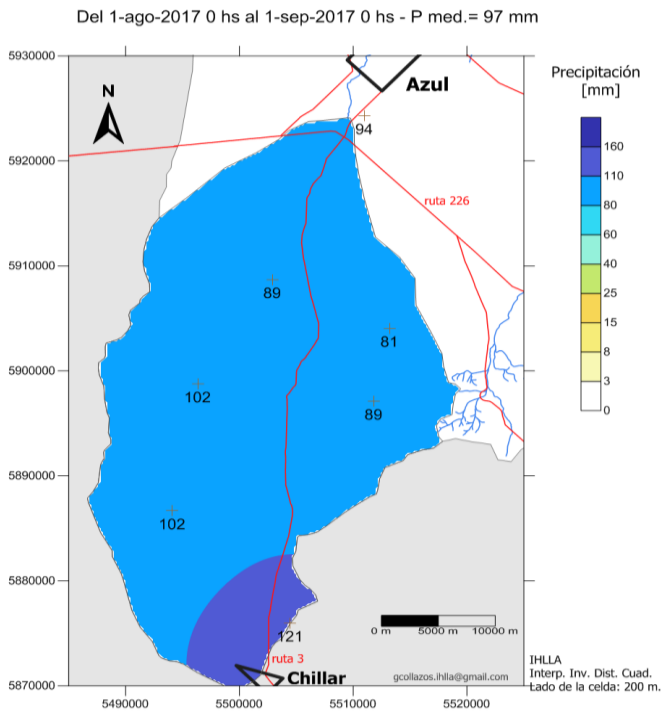 Del 1-ago-2017 0 hs al 1-sep-2017 0 hs - P med.= 97 mm
5930000
5920000
5910000
5900000
5890000
5880000
5870000
N
Azul
94
ruta 226
89
81
102
89
102
121
ruta 3
Chillar
0 m 5000 m 10000 m
gcollazos.ihlla@gmail.com
5490000 5500000 5510000 5520000
Precipitación
[mm]
160
110
80
60
40
25
15
8
3
0
IHLLA
Interp. Inv. Dist. Cuad.
Lado de la celda: 200 m.